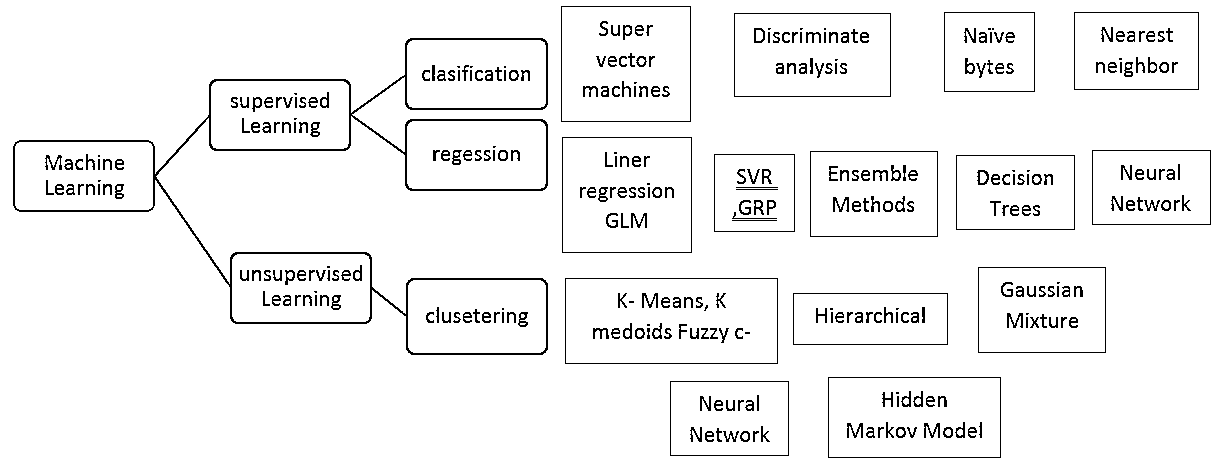 Machine
Learning
supervised
Learning
unsupervised
Learning
clasification
regession
clusetering
Super
vector
machines
Discriminate
analysis
Naïve
bytes
Nearest
neighbor
Liner
regression
GLM
SVR
,GRP
Ensemble
Methods
Decision
Trees
Neural
Network
K- Means, K
medoids Fuzzy c-
Hierarchical
Gaussian
Mixture
Neural
Network
Hidden
Markov Model